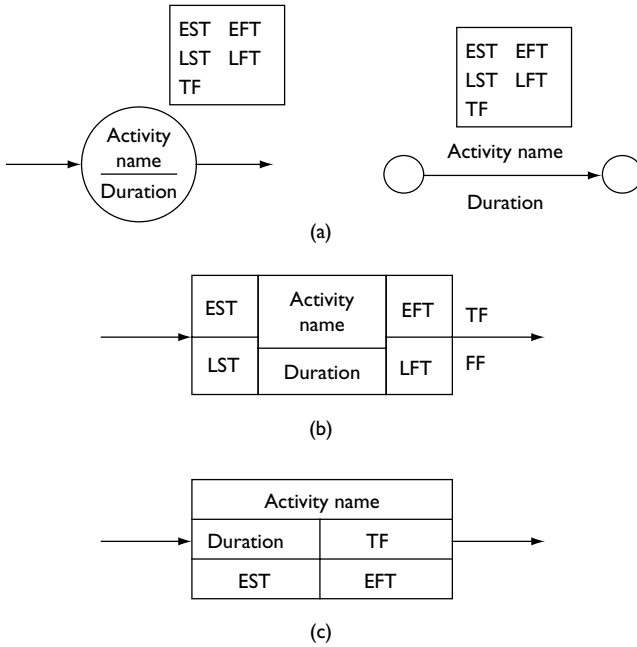 EST EFT
LST LFT
TF
Activity
name
Duration
EST EFT
LST LFT
TF
Activity name
Duration
(a)
EST
Activity
name
EFT
TF
LST
Duration
LFT
FF
(b)
Activity name
Duration TF
EST EFT
(c)